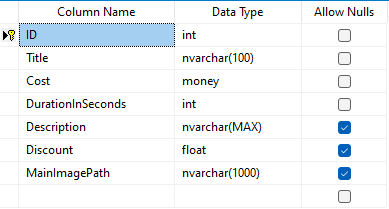 Column Name Data Type Allow Nulls
ID int
Title nvarchar(100)
Cost money
DurationInSeconds int
Description nvarchar(MAX)
Discount float
MainImagePath nvarchar(1000)